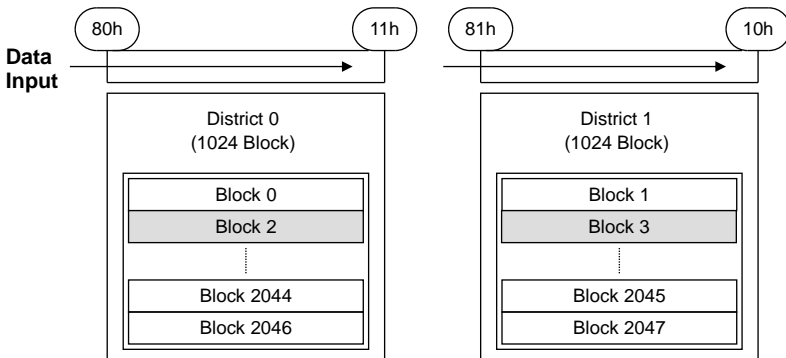 80h 11h 81h 10h
Data
Input
District 0
(1024 Block)
Block 0
Block 2
Block 2044
Block 2046
District 1
(1024 Block)
Block 1
Block 3
Block 2045
Block 2047